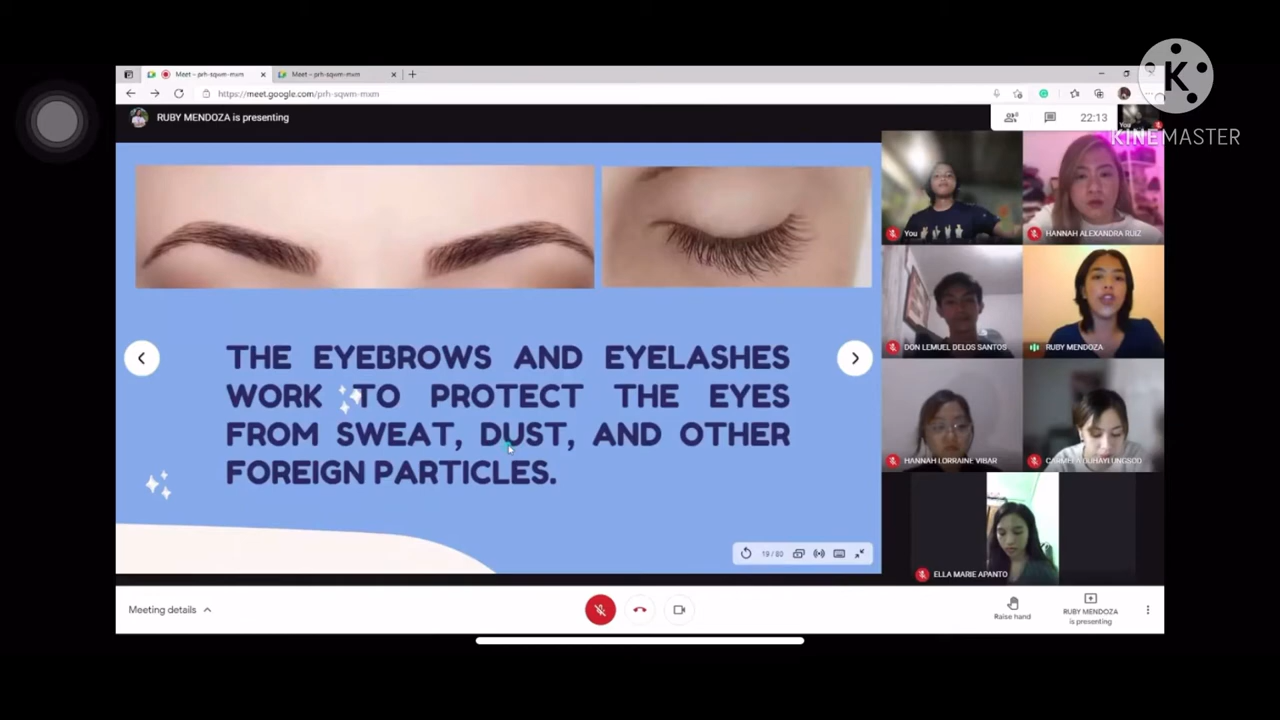 Meet - prh-sqwm-mxm
Meet - prh-sqwm-mxm
https://meet.google.com/prh-sqwm-mxm
RUBY MENDOZA is presenting
22:13
You
K
KINEMASTER
THE EYEBROWS AND EYELASHES
WORK TO PROTECT THE EYES
FROM SWEAT, DUST, AND OTHER
FOREIGN PARTICLES.
19 / 80
You
HANNAH ALEXANDRA RUIZ
DON LEMUEL DELOS SANTOS
RUBY MENDOZA
HANNAH LORRAINE VIBAR
ELLA MARIE APANTO
Meeting details
Raise hand
RUBY MENDOZA
is presenting